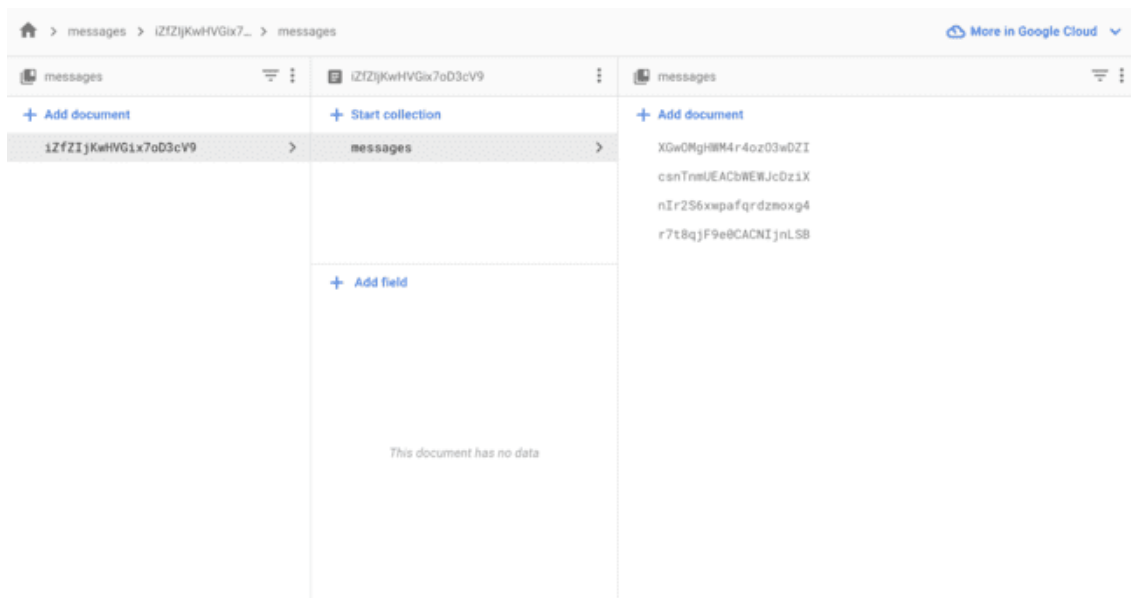 messages > iZfZIjKwHVGix7… > messages
More in Google Cloud
messages
iZfZIjKwHVGix7oD3cV9
messages
+ Add document
+ Start collection
+ Add document
iZfZIjKwHVGix7oD3cV9
messages
XGwOMgHWM4r4ozO3wDZI
csnTnmUEACbWEWJcDziX
nIr2S6xwpafqrdzmoxg4
r7t8qjF9e0CACNIjnLSB
+ Add field
This document has no data